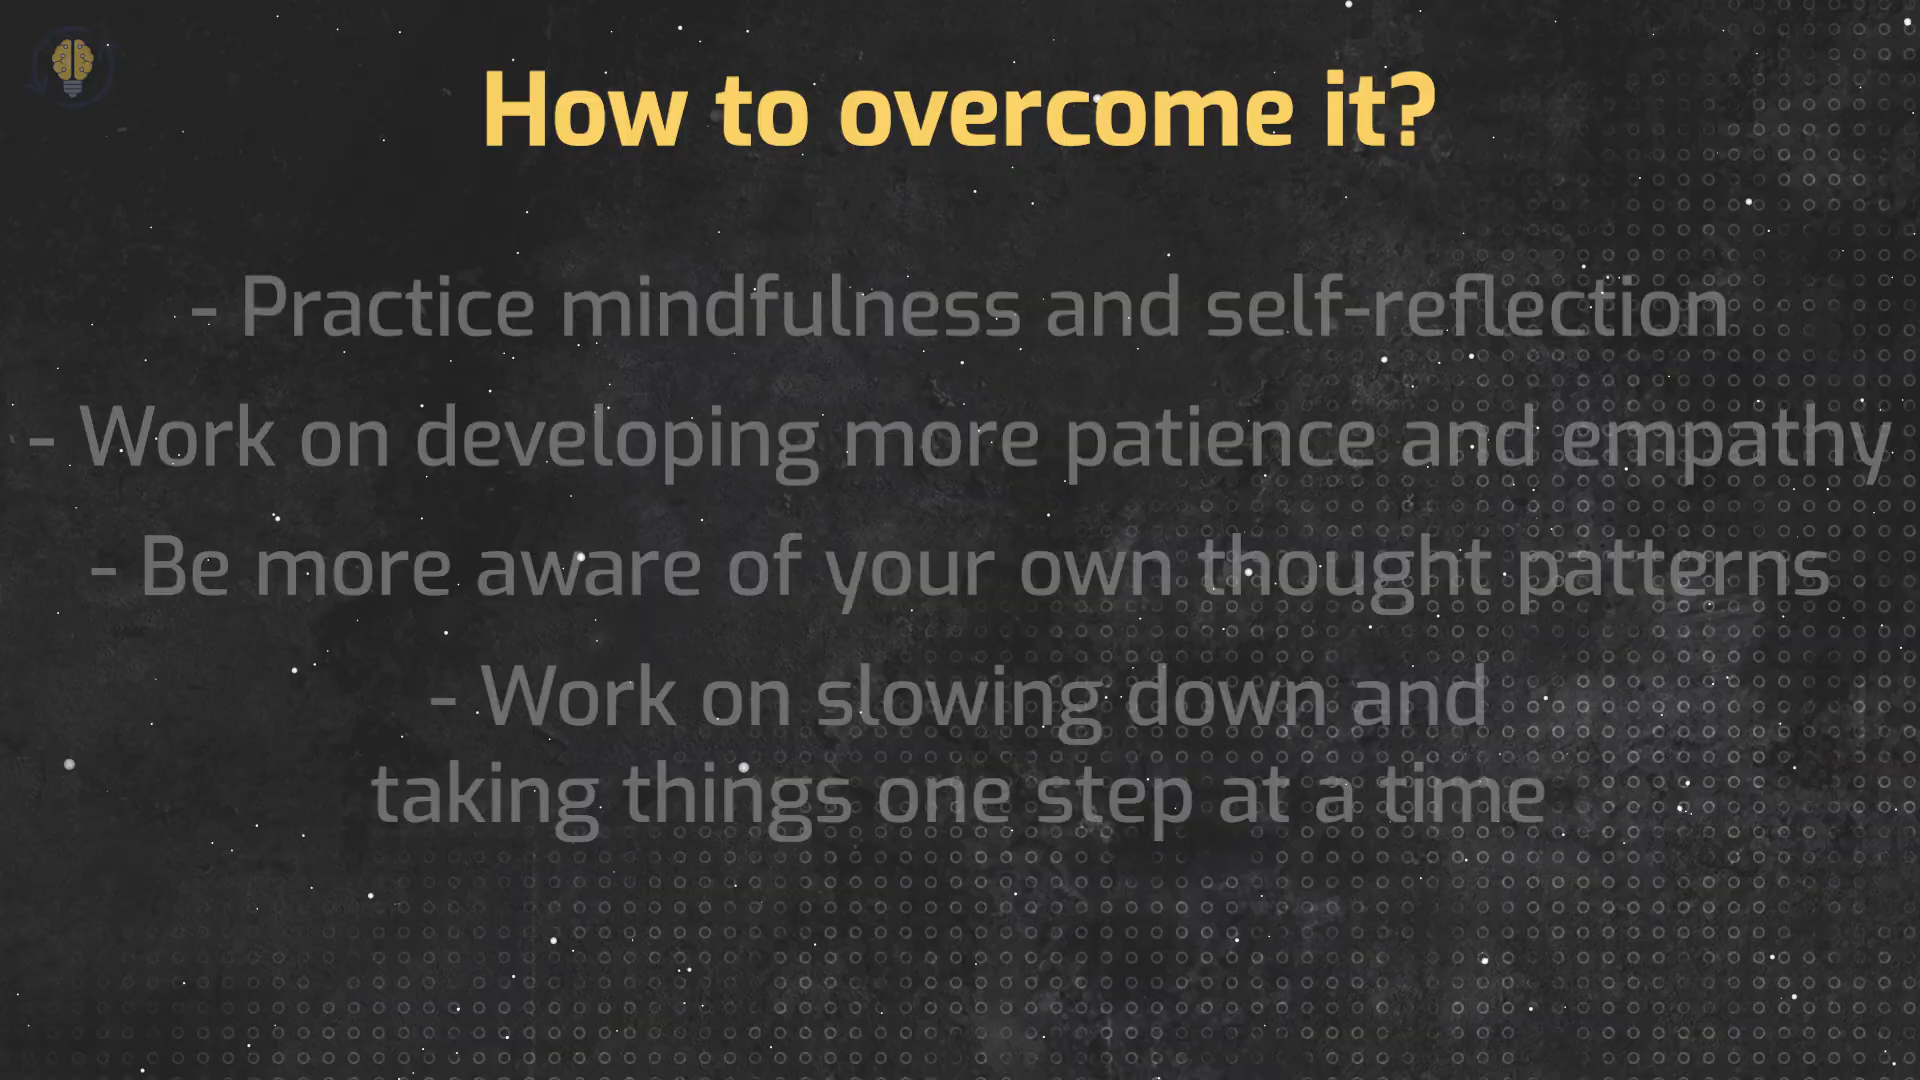 How to overcome it?
- Practice mindfulness and self-reflection
- Work on developing more patience and empathy
- Be more aware of your own thought patterns
- Work on slowing down and
taking things one step at a time